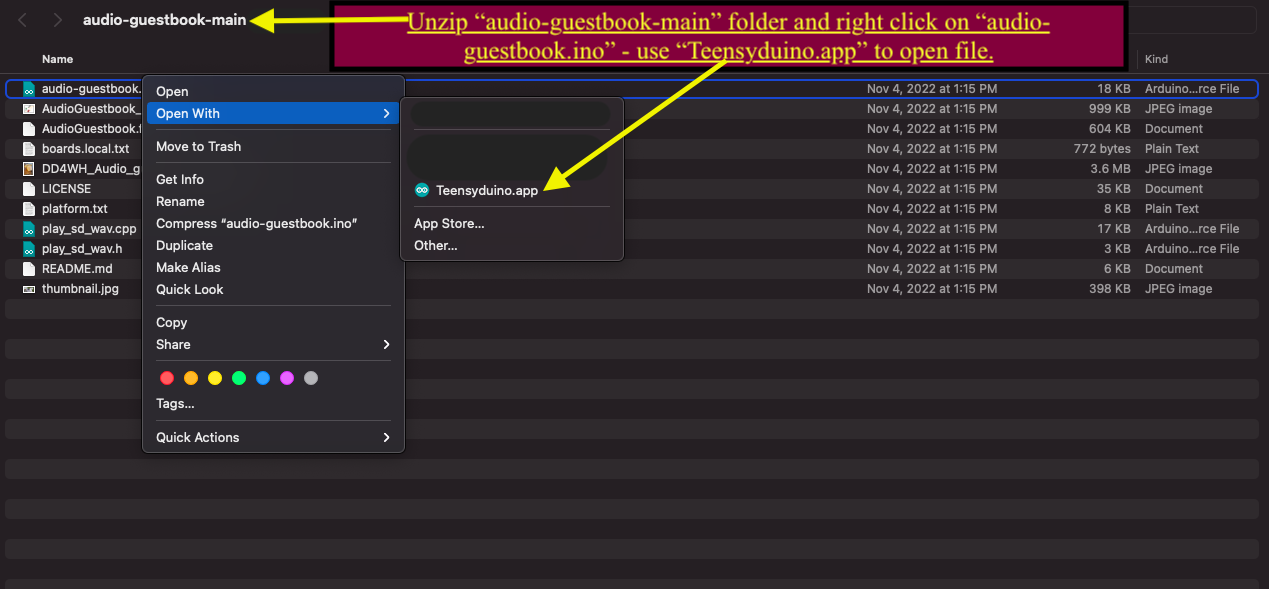 audio-guestbook-main
Unzip “audio-guestbook-main” folder and right click on “audio-
guestbook.ino” - use “Teensyduino.app” to open file.
Name
Kind
audio-guestbook. Nov 4, 2022 at 1:15 PM 18 KB Arduino...rce File
AudioGuestbook_ Nov 4, 2022 at 1:15 PM 999 KB JPEG image
AudioGuestbook.f Nov 4, 2022 at 1:15 PM 604 KB Document
boards.local.txt Nov 4, 2022 at 1:15 PM 772 bytes Plain Text
DD4WH_Audio_g Nov 4, 2022 at 1:15 PM 3.6 MB JPEG image
LICENSE Nov 4, 2022 at 1:15 PM 35 KB Document
platform.txt Nov 4, 2022 at 1:15 PM 8 KB Plain Text
play_sd_wav.cpp Nov 4, 2022 at 1:15 PM 17 KB Arduino...rce File
play_sd_wav.h Nov 4, 2022 at 1:15 PM 3 KB Arduino...rce File
README.md Nov 4, 2022 at 1:15 PM 6 KB Document
thumbnail.jpg Nov 4, 2022 at 1:15 PM 398 KB JPEG image
Open
Open With
Move to Trash
Get Info
Rename
Compress “audio-guestbook.ino”
Duplicate
Make Alias
Quick Look
Copy
Share
Tags...
Quick Actions
Teensyduino.app
App Store...
Other...